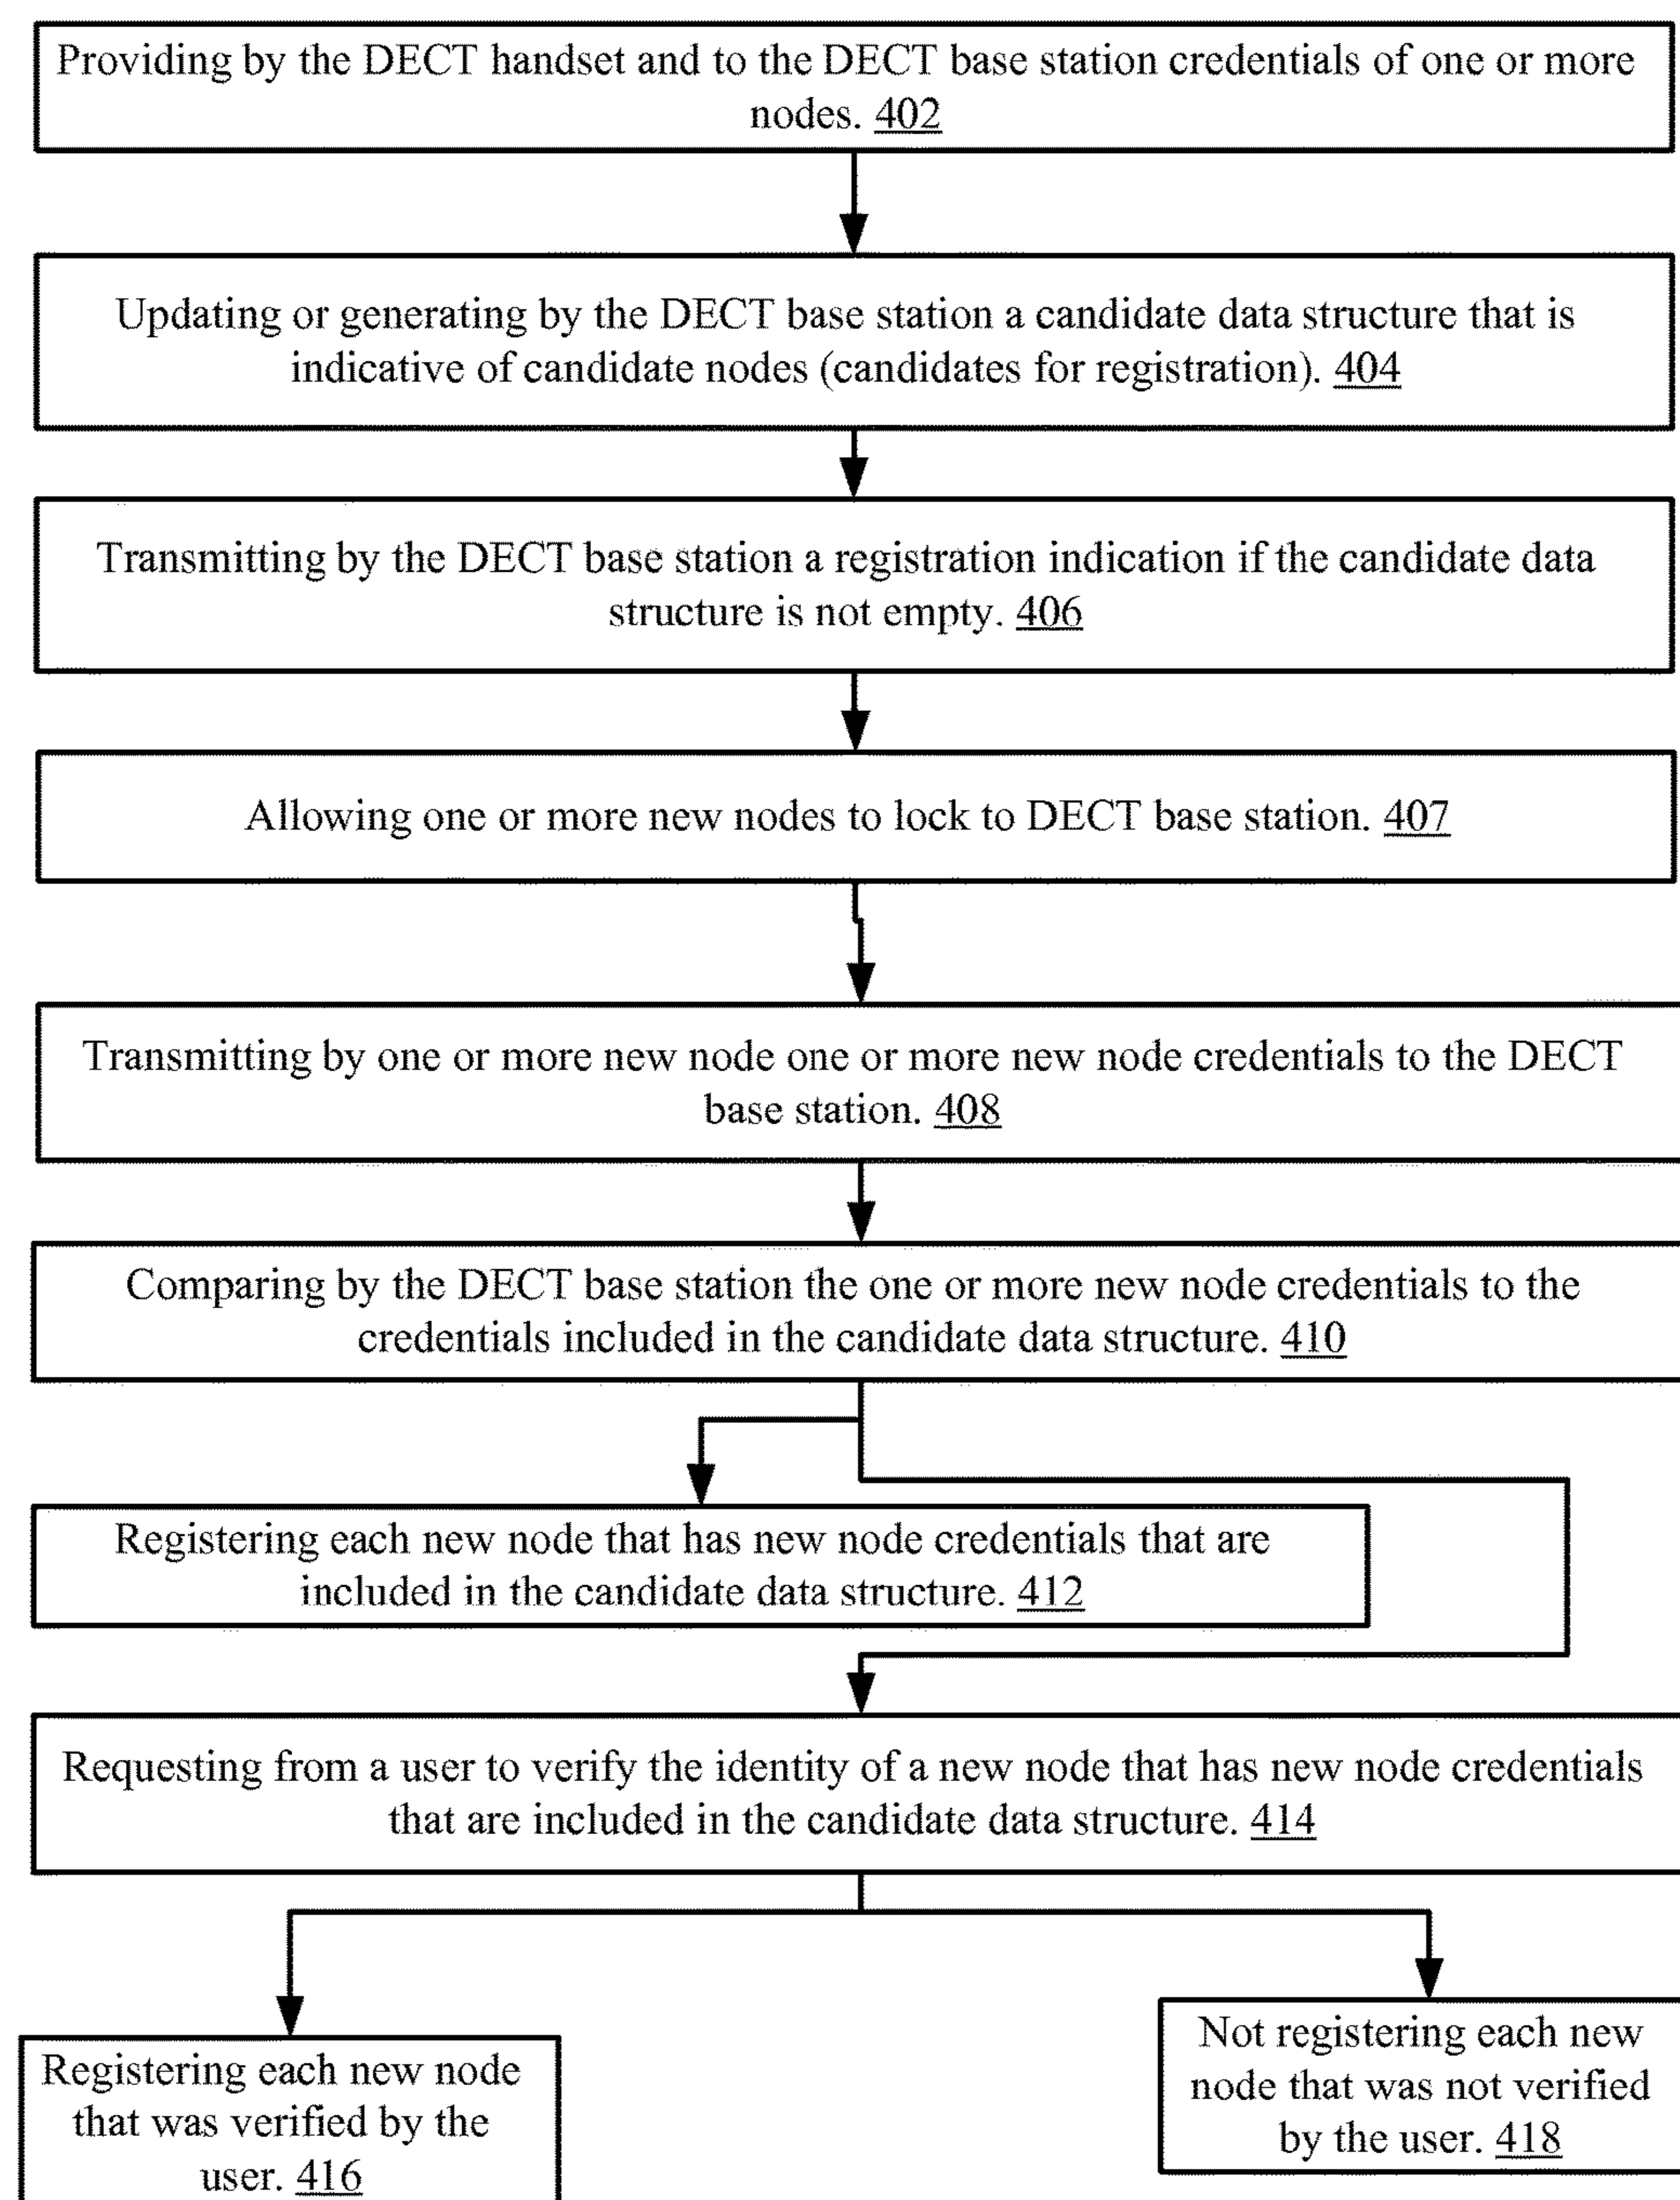 Providing by the DECT handset and to the DECT base station credentials of one or more
nodes. 402
Updating or generating by the DECT base station a candidate data structure that is
indicative of candidate nodes (candidates for registration). 404
Transmitting by the DECT base station a registration indication if the candidate data
structure is not empty. 406
Allowing one or more new nodes to lock to DECT base station. 407
Transmitting by one or more new node one or more new node credentials to the DECT
base station. 408
Comparing by the DECT base station the one or more new node credentials to the
credentials included in the candidate data structure. 410
Registering each new node that has new node credentials that are
included in the candidate data structure. 412
Requesting from a user to verify the identity of a new node that has new node credentials
that are included in the candidate data structure. 414
Registering each new node
that was verified by the
user. 416
Not registering each new
node that was not verified
by the user. 418